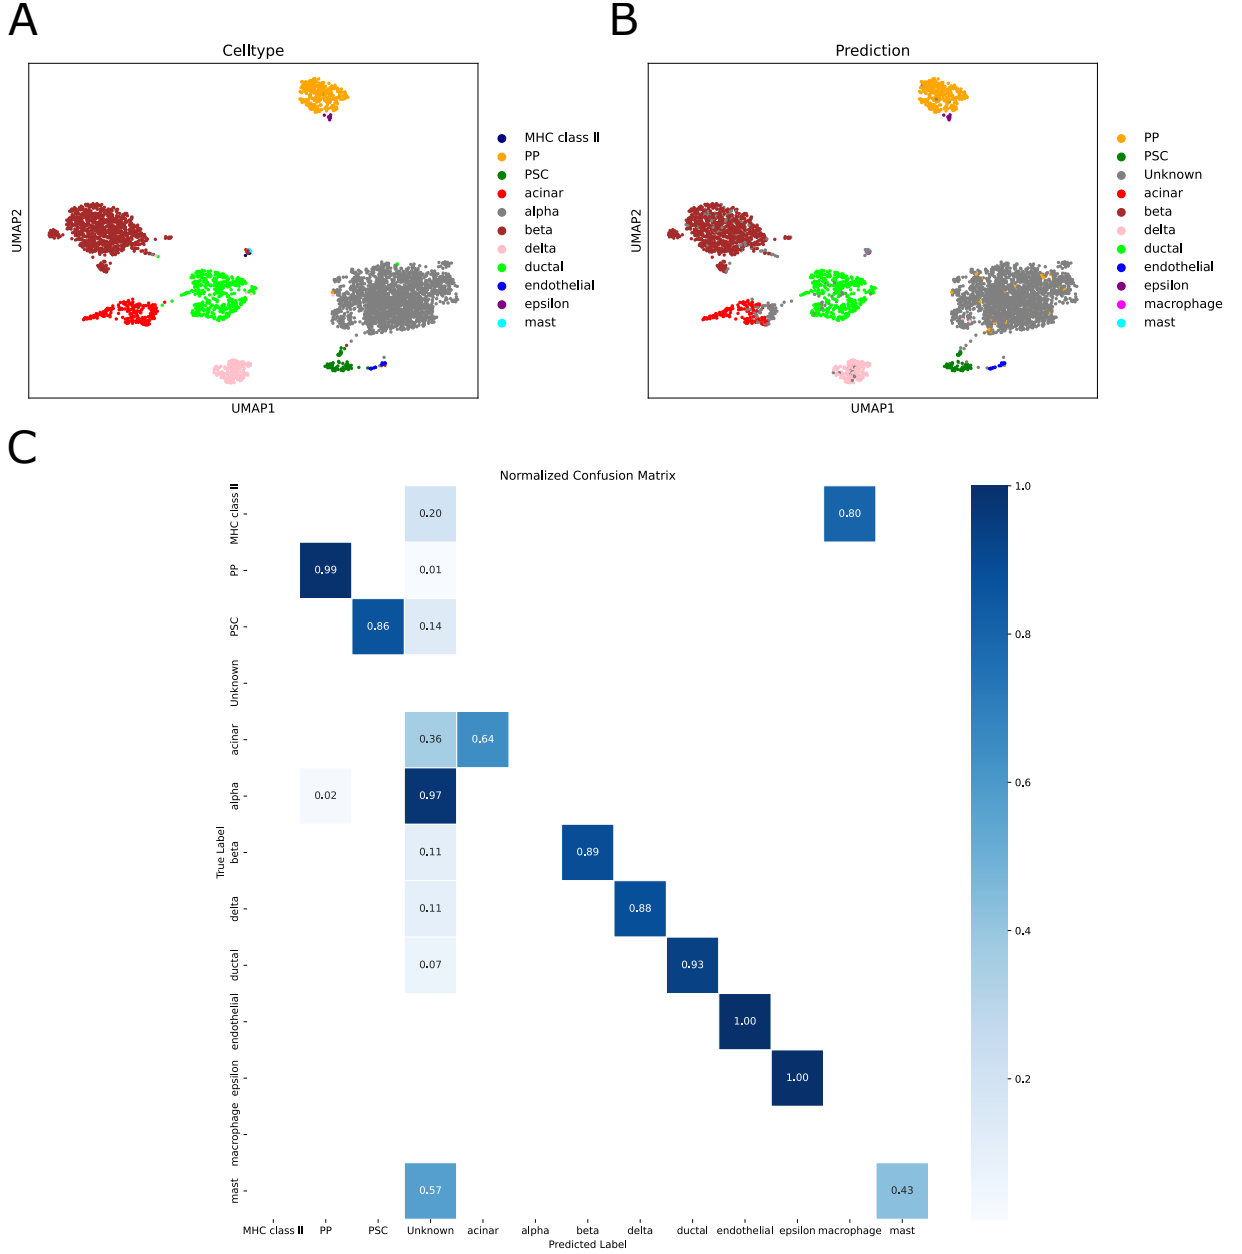 A
Celltype
UMAP2
UMAP1
MHC class II
PP
PSC
acinar
alpha
beta
delta
ductal
endothelial
epsilon
mast
B
Prediction
UMAP2
UMAP1
PP
PSC
Unknown
acinar
beta
delta
ductal
endothelial
epsilon
macrophage
mast
C
Normalized Confusion Matrix
True Label
MHC class II
0.20
0.80
PP
0.99
0.01
PSC
0.86
0.14
Unknown
acinar
0.36
0.64
alpha
0.02
0.97
beta
0.11
0.89
delta
0.11
0.88
ductal
0.07
0.93
endothelial
1.00
epsilon
1.00
macrophage
mast
0.57
0.43
MHC class II PP PSC Unknown acinar alpha beta delta ductal endothelial epsilon macrophage mast
Predicted Label
1.0
0.8
0.6
0.4
0.2